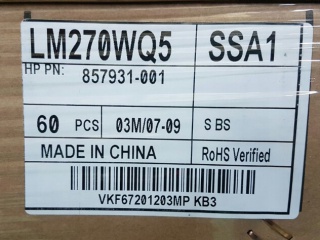 LM270WQ5 SSA1
HP PN: 857931-001
60 PCS 03M/07-09 S BS
MADE IN CHINA RoHS Verified
VKF67201203MP KB3